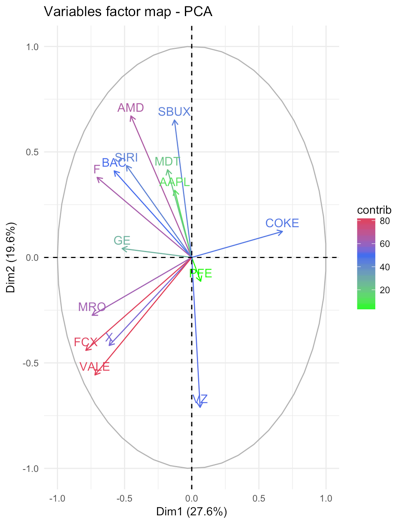 Variables factor map - PCA
1.0
0.5
0.0
-0.5
-1.0
Dim2 (19.6%)
AMD
SBUX
SIRI
BAC
MDT
F
AAPL
COKE
GE
PFE
MRO
FCX
X
VALE
VZ
-1.0 -0.5 0.0 0.5 1.0
Dim1 (27.6%)
contrib
80
60
40
20